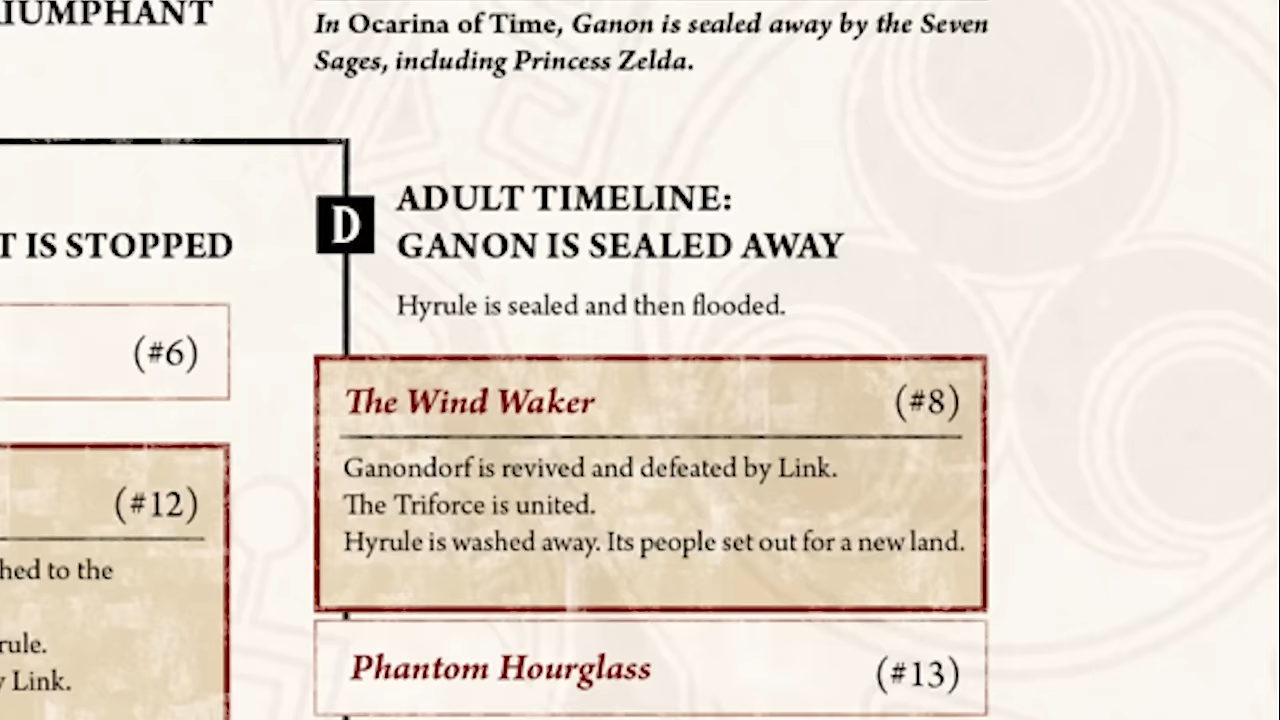 In Ocarina of Time, Ganon is sealed away by the Seven
Sages, including Princess Zelda.
D
ADULT TIMELINE:
IS STOPPED
GANON IS SEALED AWAY
Hyrule is sealed and then flooded.
(#6)
The Wind Waker (#8)
Ganondorf is revived and defeated by Link.
(#12)
The Triforce is united.
Hyrule is washed away. Its people set out for a new land.
to the
Link.
Phantom Hourglass (#13)